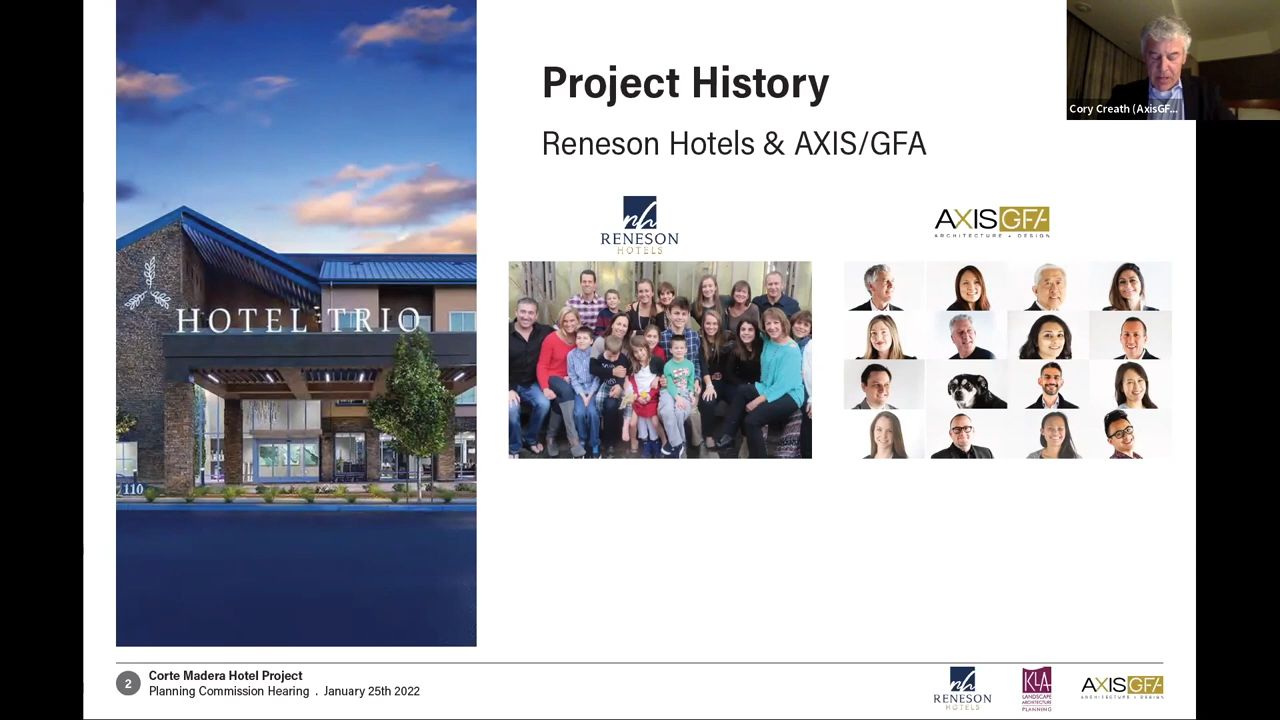 Project History
Reneson Hotels & AXIS/GFA
Cory Creath (AxisGF...
nh
RENESON
HOTELS
AXIS GFA
ARCHITECTURE + DESIGN
HOTEL TRIO
110
2
Corte Madera Hotel Project
Planning Commission Hearing . January 25th 2022
nh
RENESON
HOTELS
KLA
LANDSCAPE
ARCHITECTURE
PLANNING
AXIS GFA
ARCHITECTURE + DESIGN